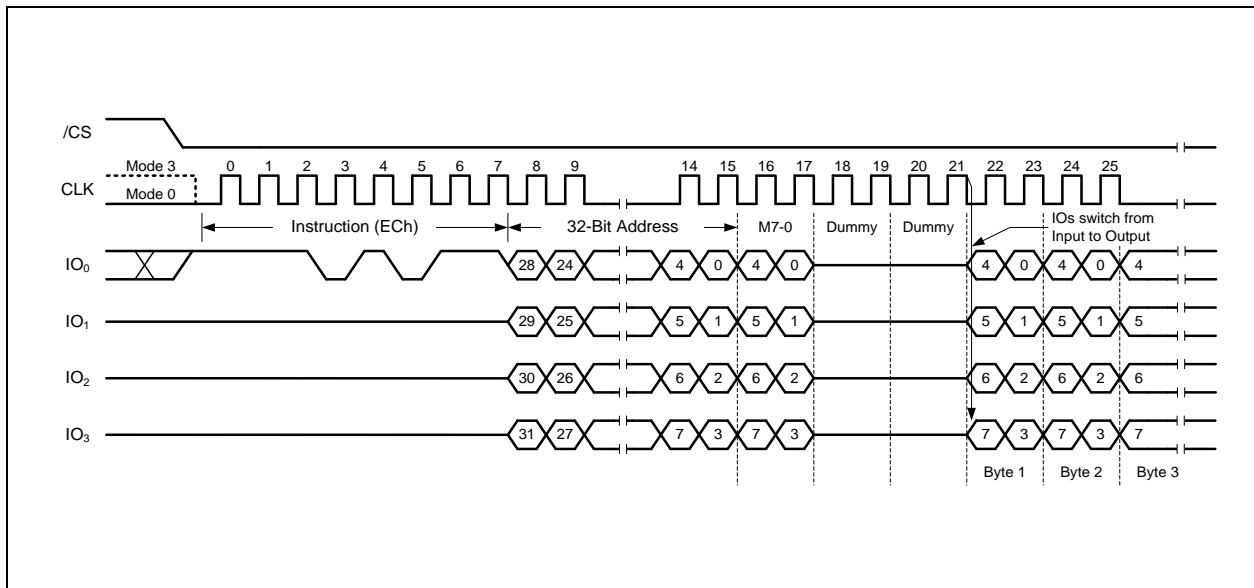 /CS
Mode 3
0 1 2 3 4 5 6 7 8 9 14 15 16 17 18 19 20 21 22 23 24 25
CLK
Mode 0
Instruction (ECh) 32-Bit Address M7-0 Dummy Dummy
IOs switch from
Input to Output
IO₀ 28 24 4 0 4 0 4 0 4 0 4
IO₁ 29 25 5 1 5 1 5 1 5 1 5
IO₂ 30 26 6 2 6 2 6 2 6 2 6
IO₃ 31 27 7 3 7 3 7 3 7 3 7
Byte 1 Byte 2 Byte 3